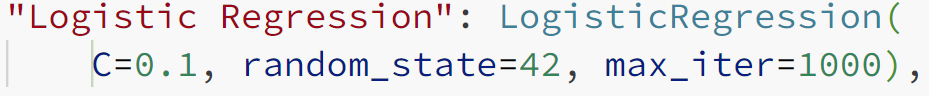 "Logistic Regression": LogisticRegression(
C=0.1, random_state=42, max_iter=1000),